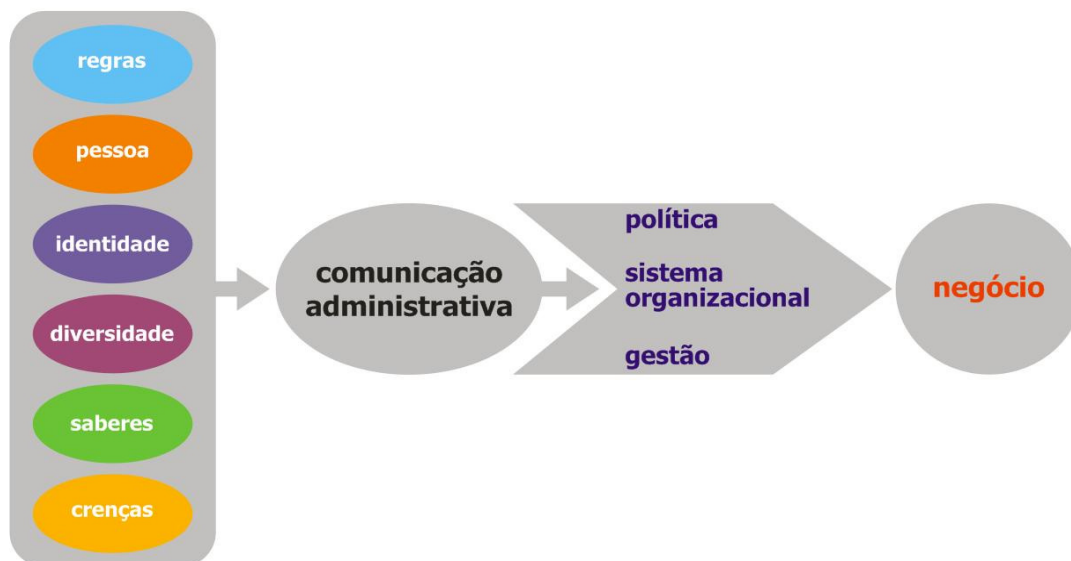 regras
pessoa
identidade
diversidade
saberes
crenças
comunicação
administrativa
política
sistema
organizacional
gestão
negócio